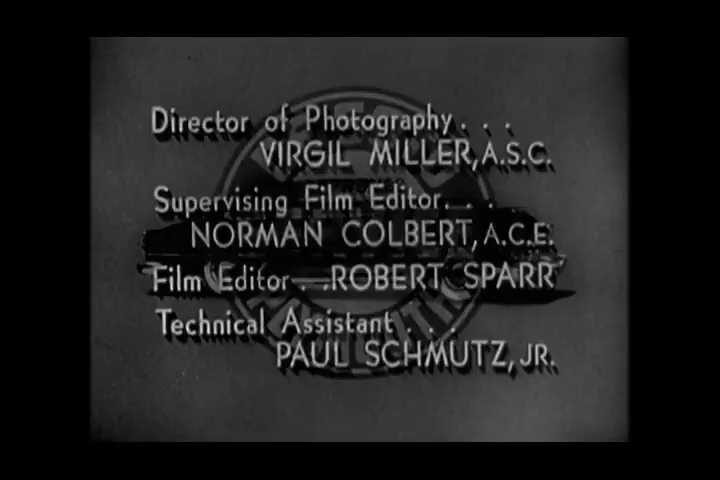 Director of Photography . . .
VIRGIL MILLER, A.S.C.
Supervising Film Editor . . .
NORMAN COLBERT, A.C.E.
Film Editor . . . ROBERT SPARR
Technical Assistant . . .
PAUL SCHMUTZ, JR.
PLYMOUTH